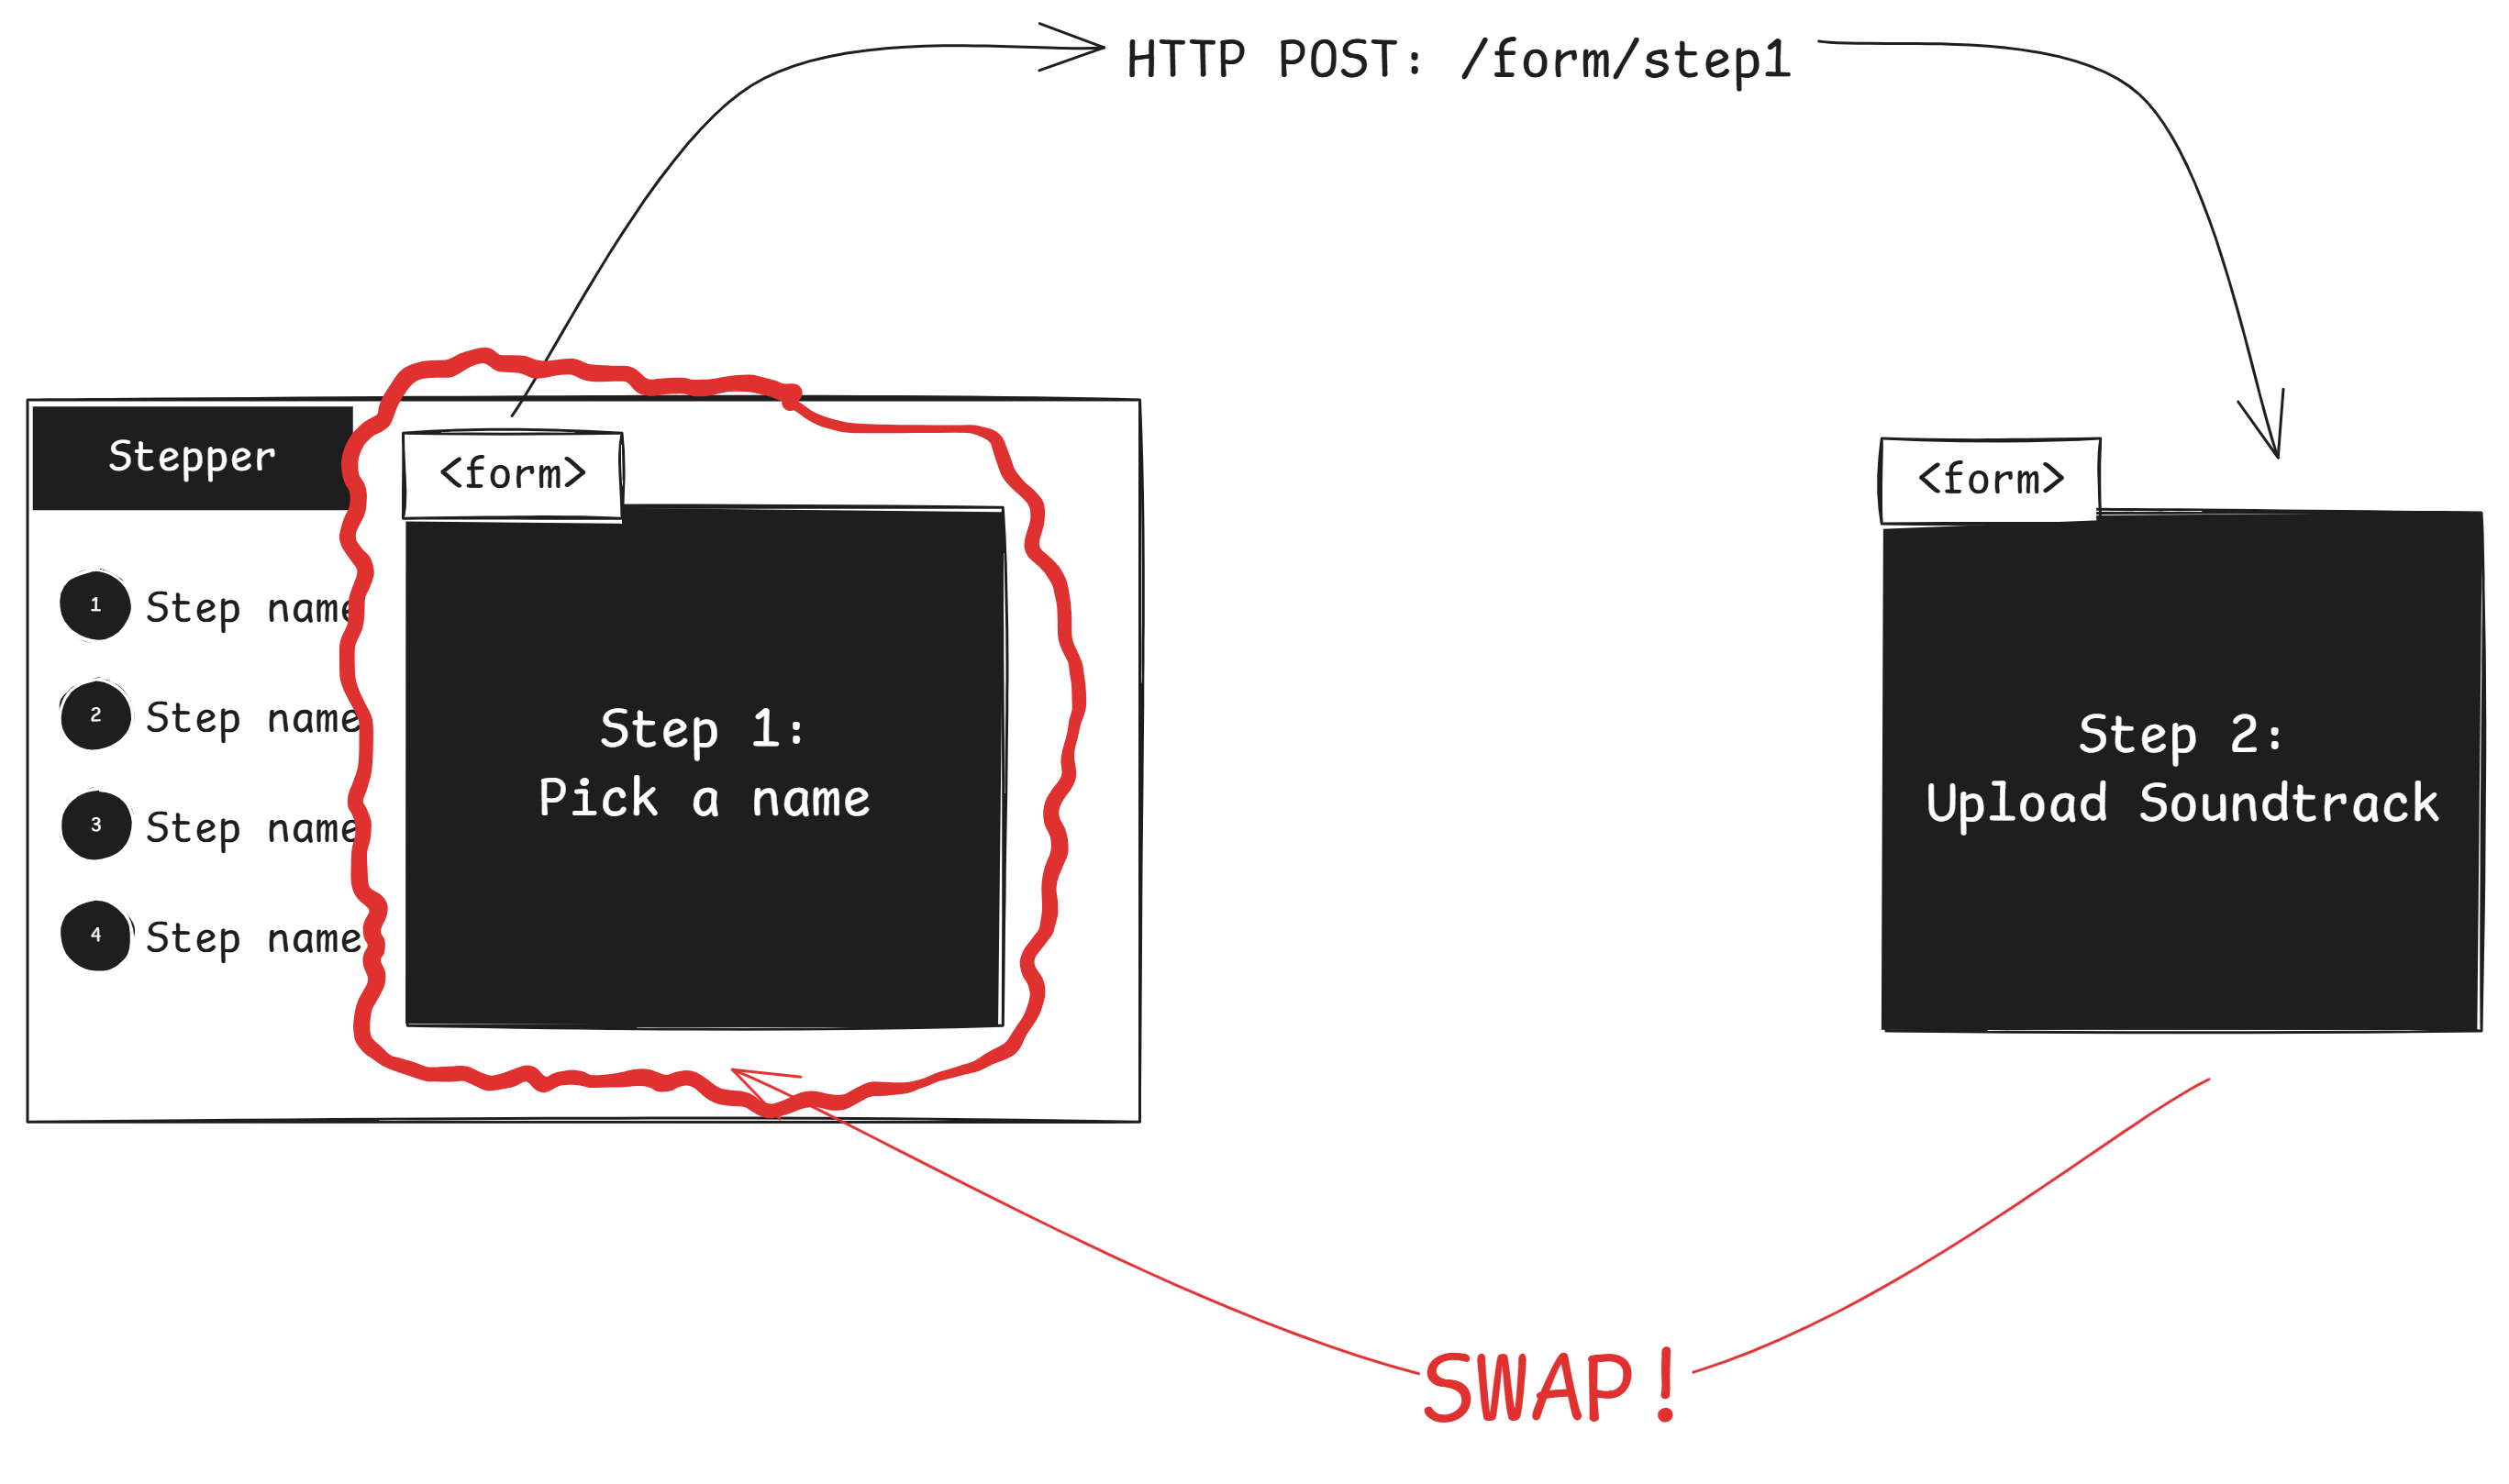 HTTP POST: /form/step1
Stepper
<form>
<form>
1 Step name
2 Step name
3 Step name
4 Step name
Step 1:
Pick a name
Step 2:
Upload Soundtrack
SWAP!